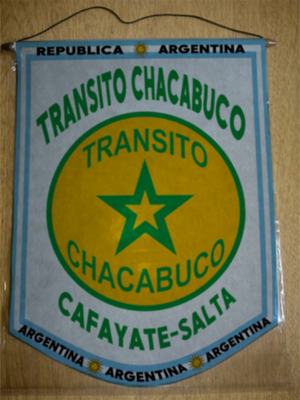 REPUBLICA ARGENTINA
TRANSITO CHACABUCO
TRANSITO
CHACABUCO
CAFAYATE-SALTA
ARGENTINA ARGENTINA ARGENTINA